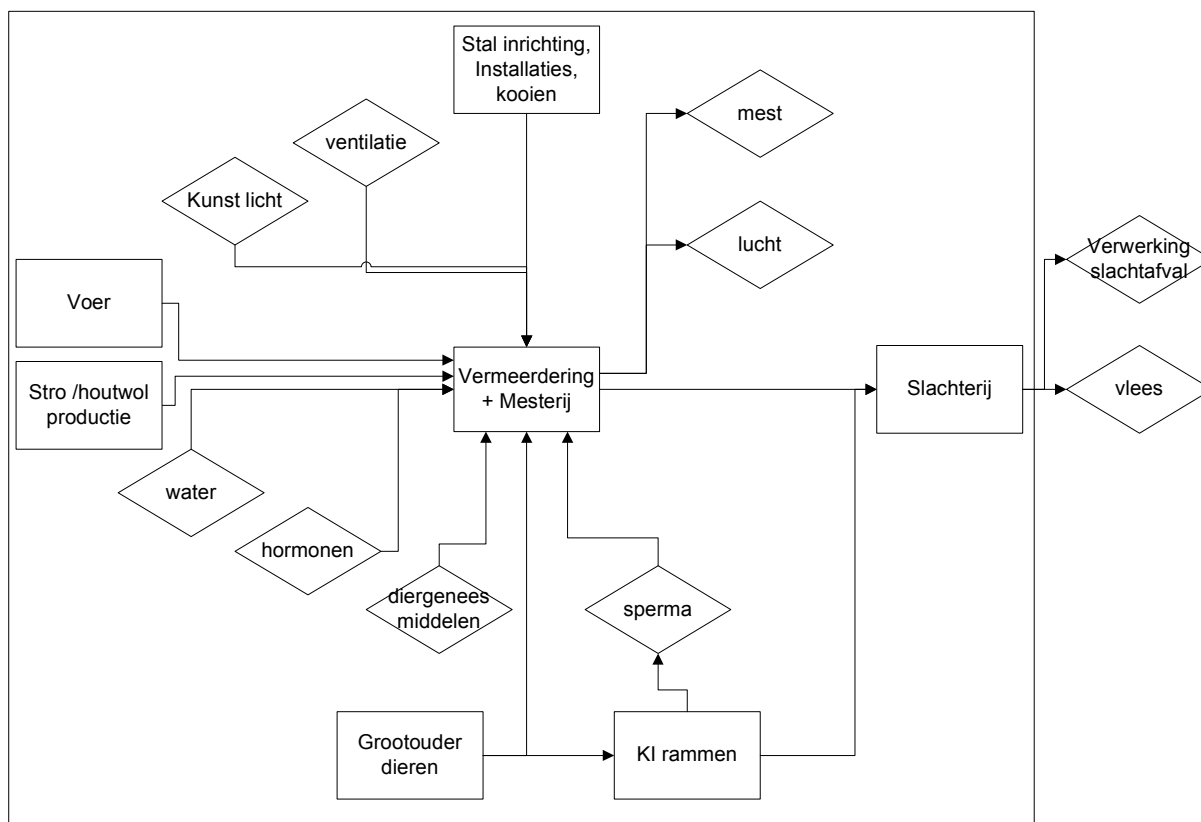 Stal inrichting,
Installaties,
kooien
mest
ventilatie
Kunst licht
lucht
Verwerking
slachtafval
Voer
Vermeerdering
+ Mesterij
Slachterij
vlees
Stro /houtwol
productie
water
hormonen
diergenees
middelen
sperma
Grootouder
dieren
KI rammen